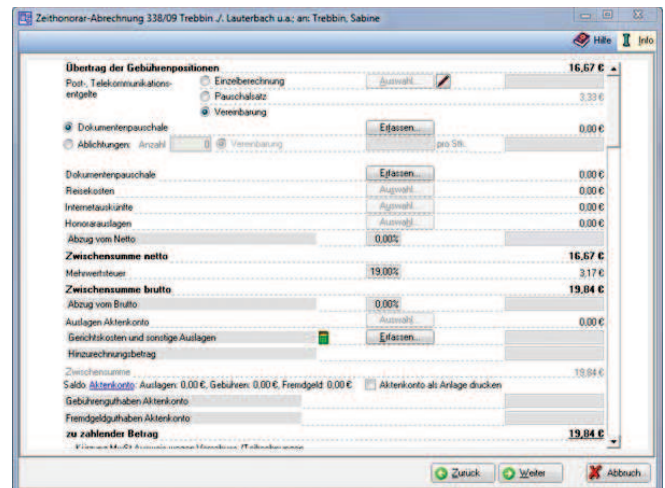 Zeithonorar-Abrechnung 338/09 Trebbin ./. Lauterbach u.a.; an: Trebbin, Sabine
Hilfe Info
Übertrag der Gebührenpositionen 16,67 €
Post-, Telekommunikations-entgelte Einzelberechnung Auswahl...
Pauschalsatz 3,33 €
Vereinbarung
Dokumentenpauschale Erfassen... 0,00 €
Ablichtungen: Anzahl 0 Vereinbarung pro Stk.
Dokumentenpauschale Erfassen... 0,00 €
Reisekosten Auswahl... 0,00 €
Internetauskünfte Auswahl... 0,00 €
Honorarauslagen Auswahl... 0,00 €
Abzug vom Netto 0,00%
Zwischensumme netto 16,67 €
Mehrwertsteuer 19,00% 3,17 €
Zwischensumme brutto 19,84 €
Abzug vom Brutto 0,00%
Auslagen Aktenkonto Auswahl... 0,00 €
Gerichtskosten und sonstige Auslagen Erfassen...
Hinzurechnungsbetrag
Zwischensumme 19,84 €
Saldo Aktenkonto: Auslagen: 0,00 €, Gebühren: 0,00 €, Fremdgeld: 0,00 € Aktenkonto als Anlage drucken
Gebührenguthaben Aktenkonto
Fremdgeldguthaben Aktenkonto
zu zahlender Betrag 19,84 €
Zurück Weiter Abbruch